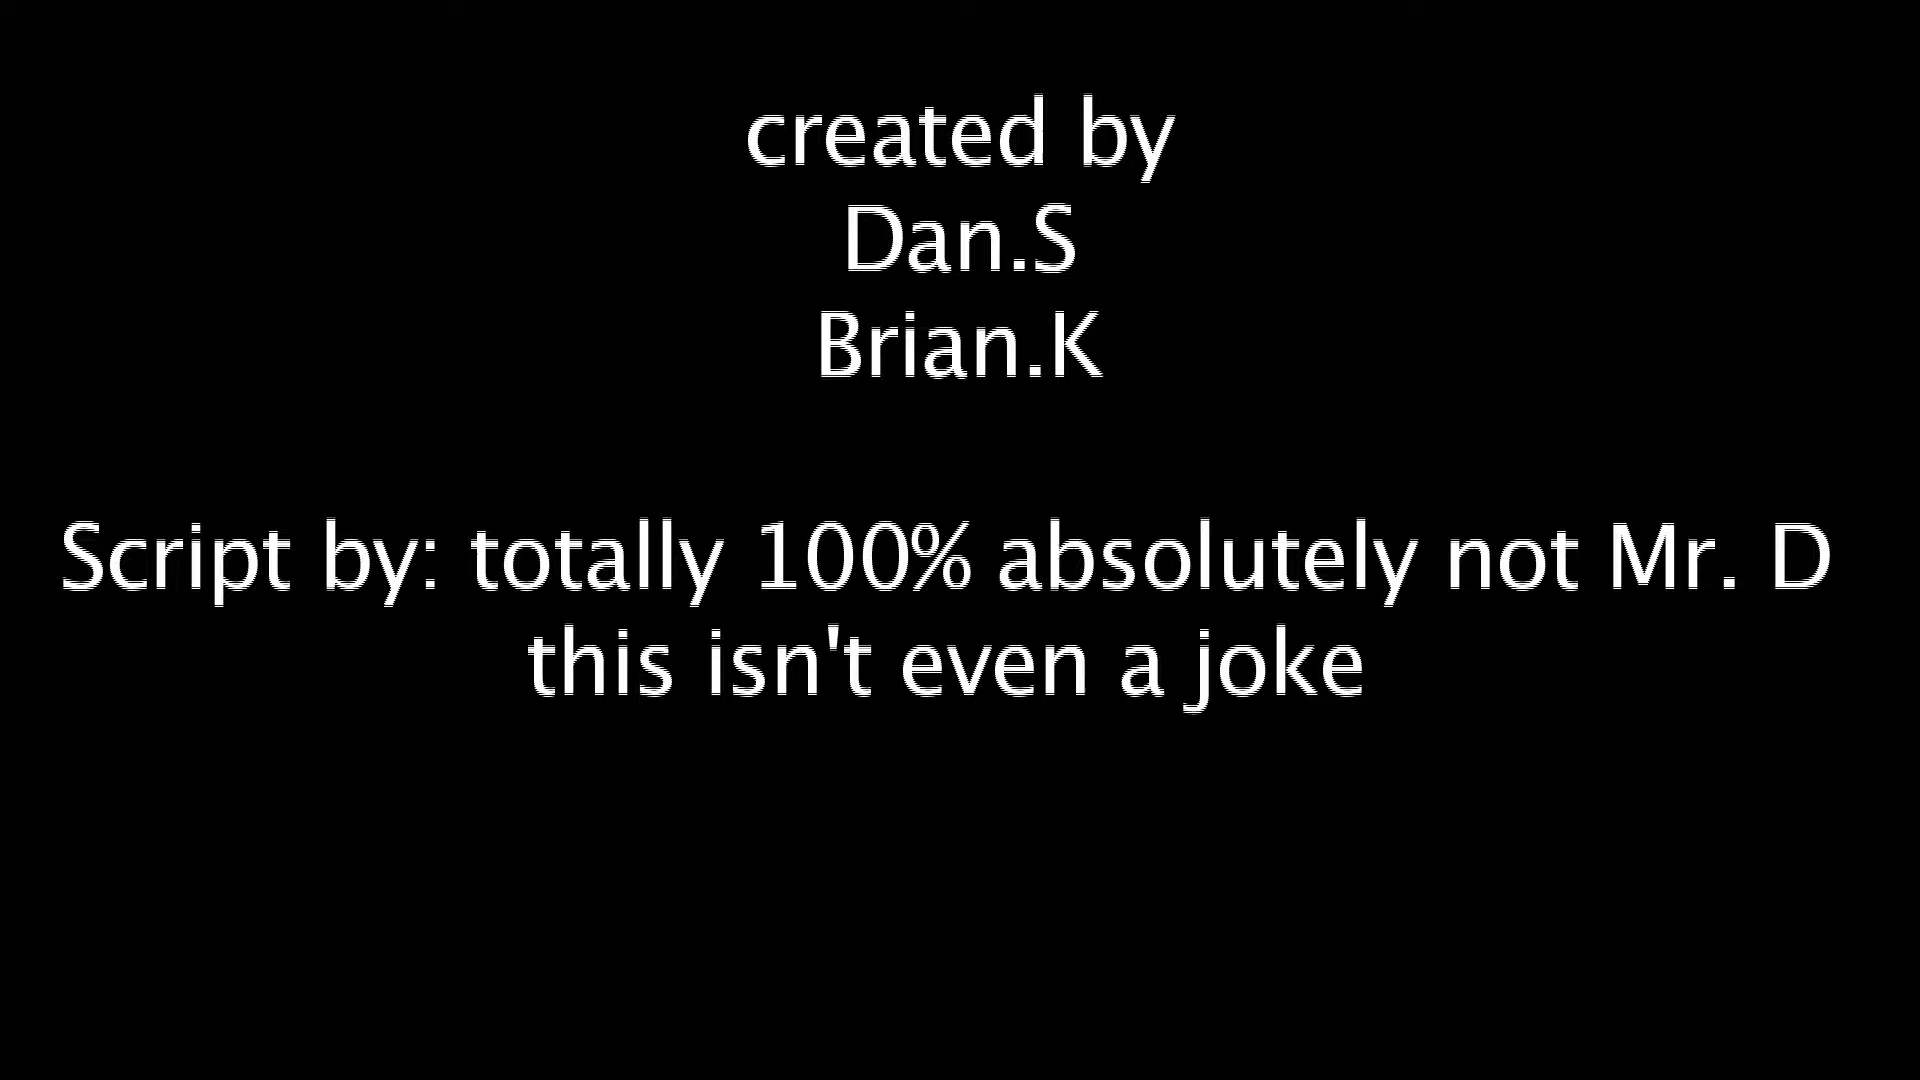 created by
Dan.S
Brian.K
Script by: totally 100% absolutely not Mr. D
this isn't even a joke